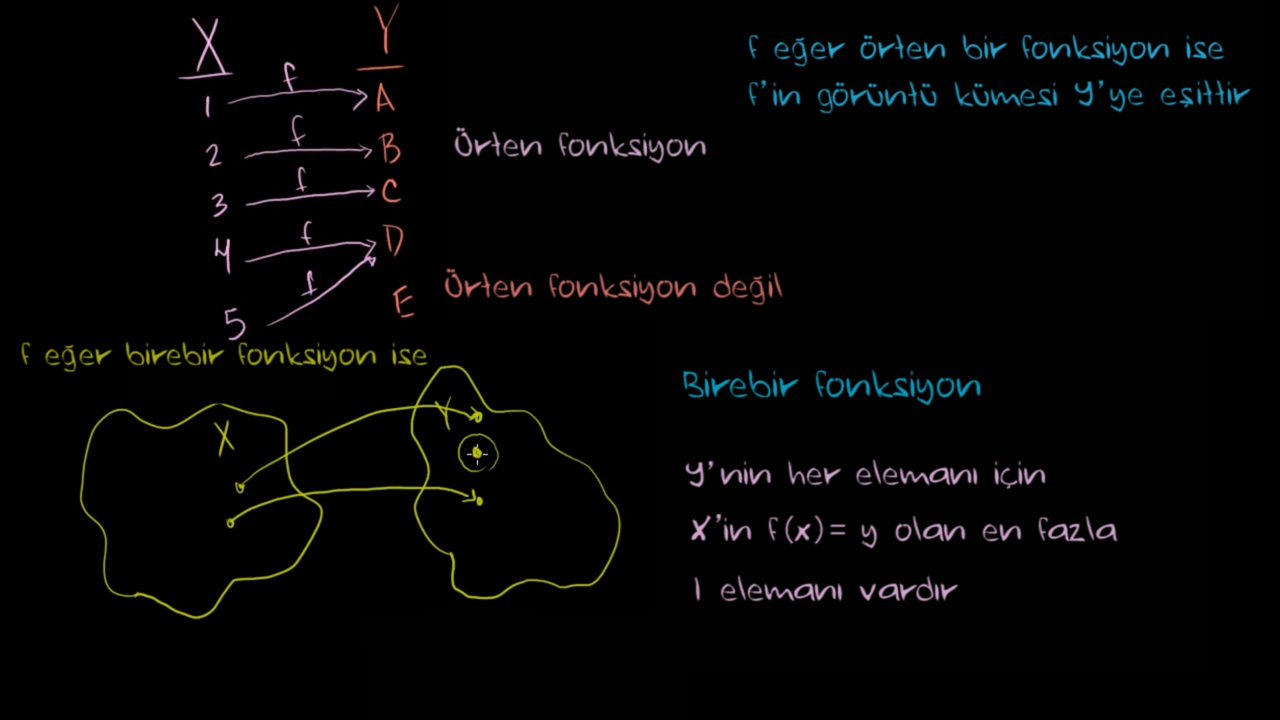 X Y
1 f A
2 f B
3 f C
4 f D
5 f E
f eğer örten bir fonksiyon ise
f'in görüntü kümesi Y'ye eşittir
Örten fonksiyon
Örten fonksiyon değil
f eğer birebir fonksiyon ise
X Y
Birebir fonksiyon
Y'nin her elemanı için
X'in f(x)= y olan en fazla
1 elemanı vardır